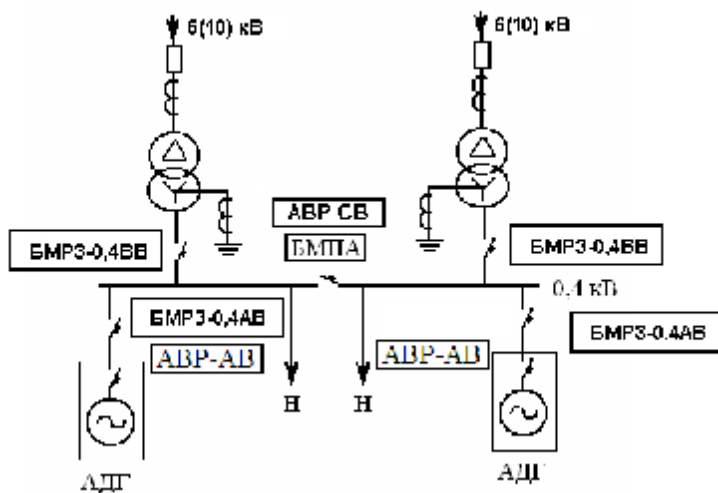 6(10) кВ
6(10) кВ
АВР СВ
БМПА
БМРЗ-0,4ВВ
БМРЗ-0,4ВВ
0,4 кВ
БМРЗ-0,4АВ
БМРЗ-0.4АВ
АВР-АВ
АВР-АВ
Н
Н
АДГ
АДГ